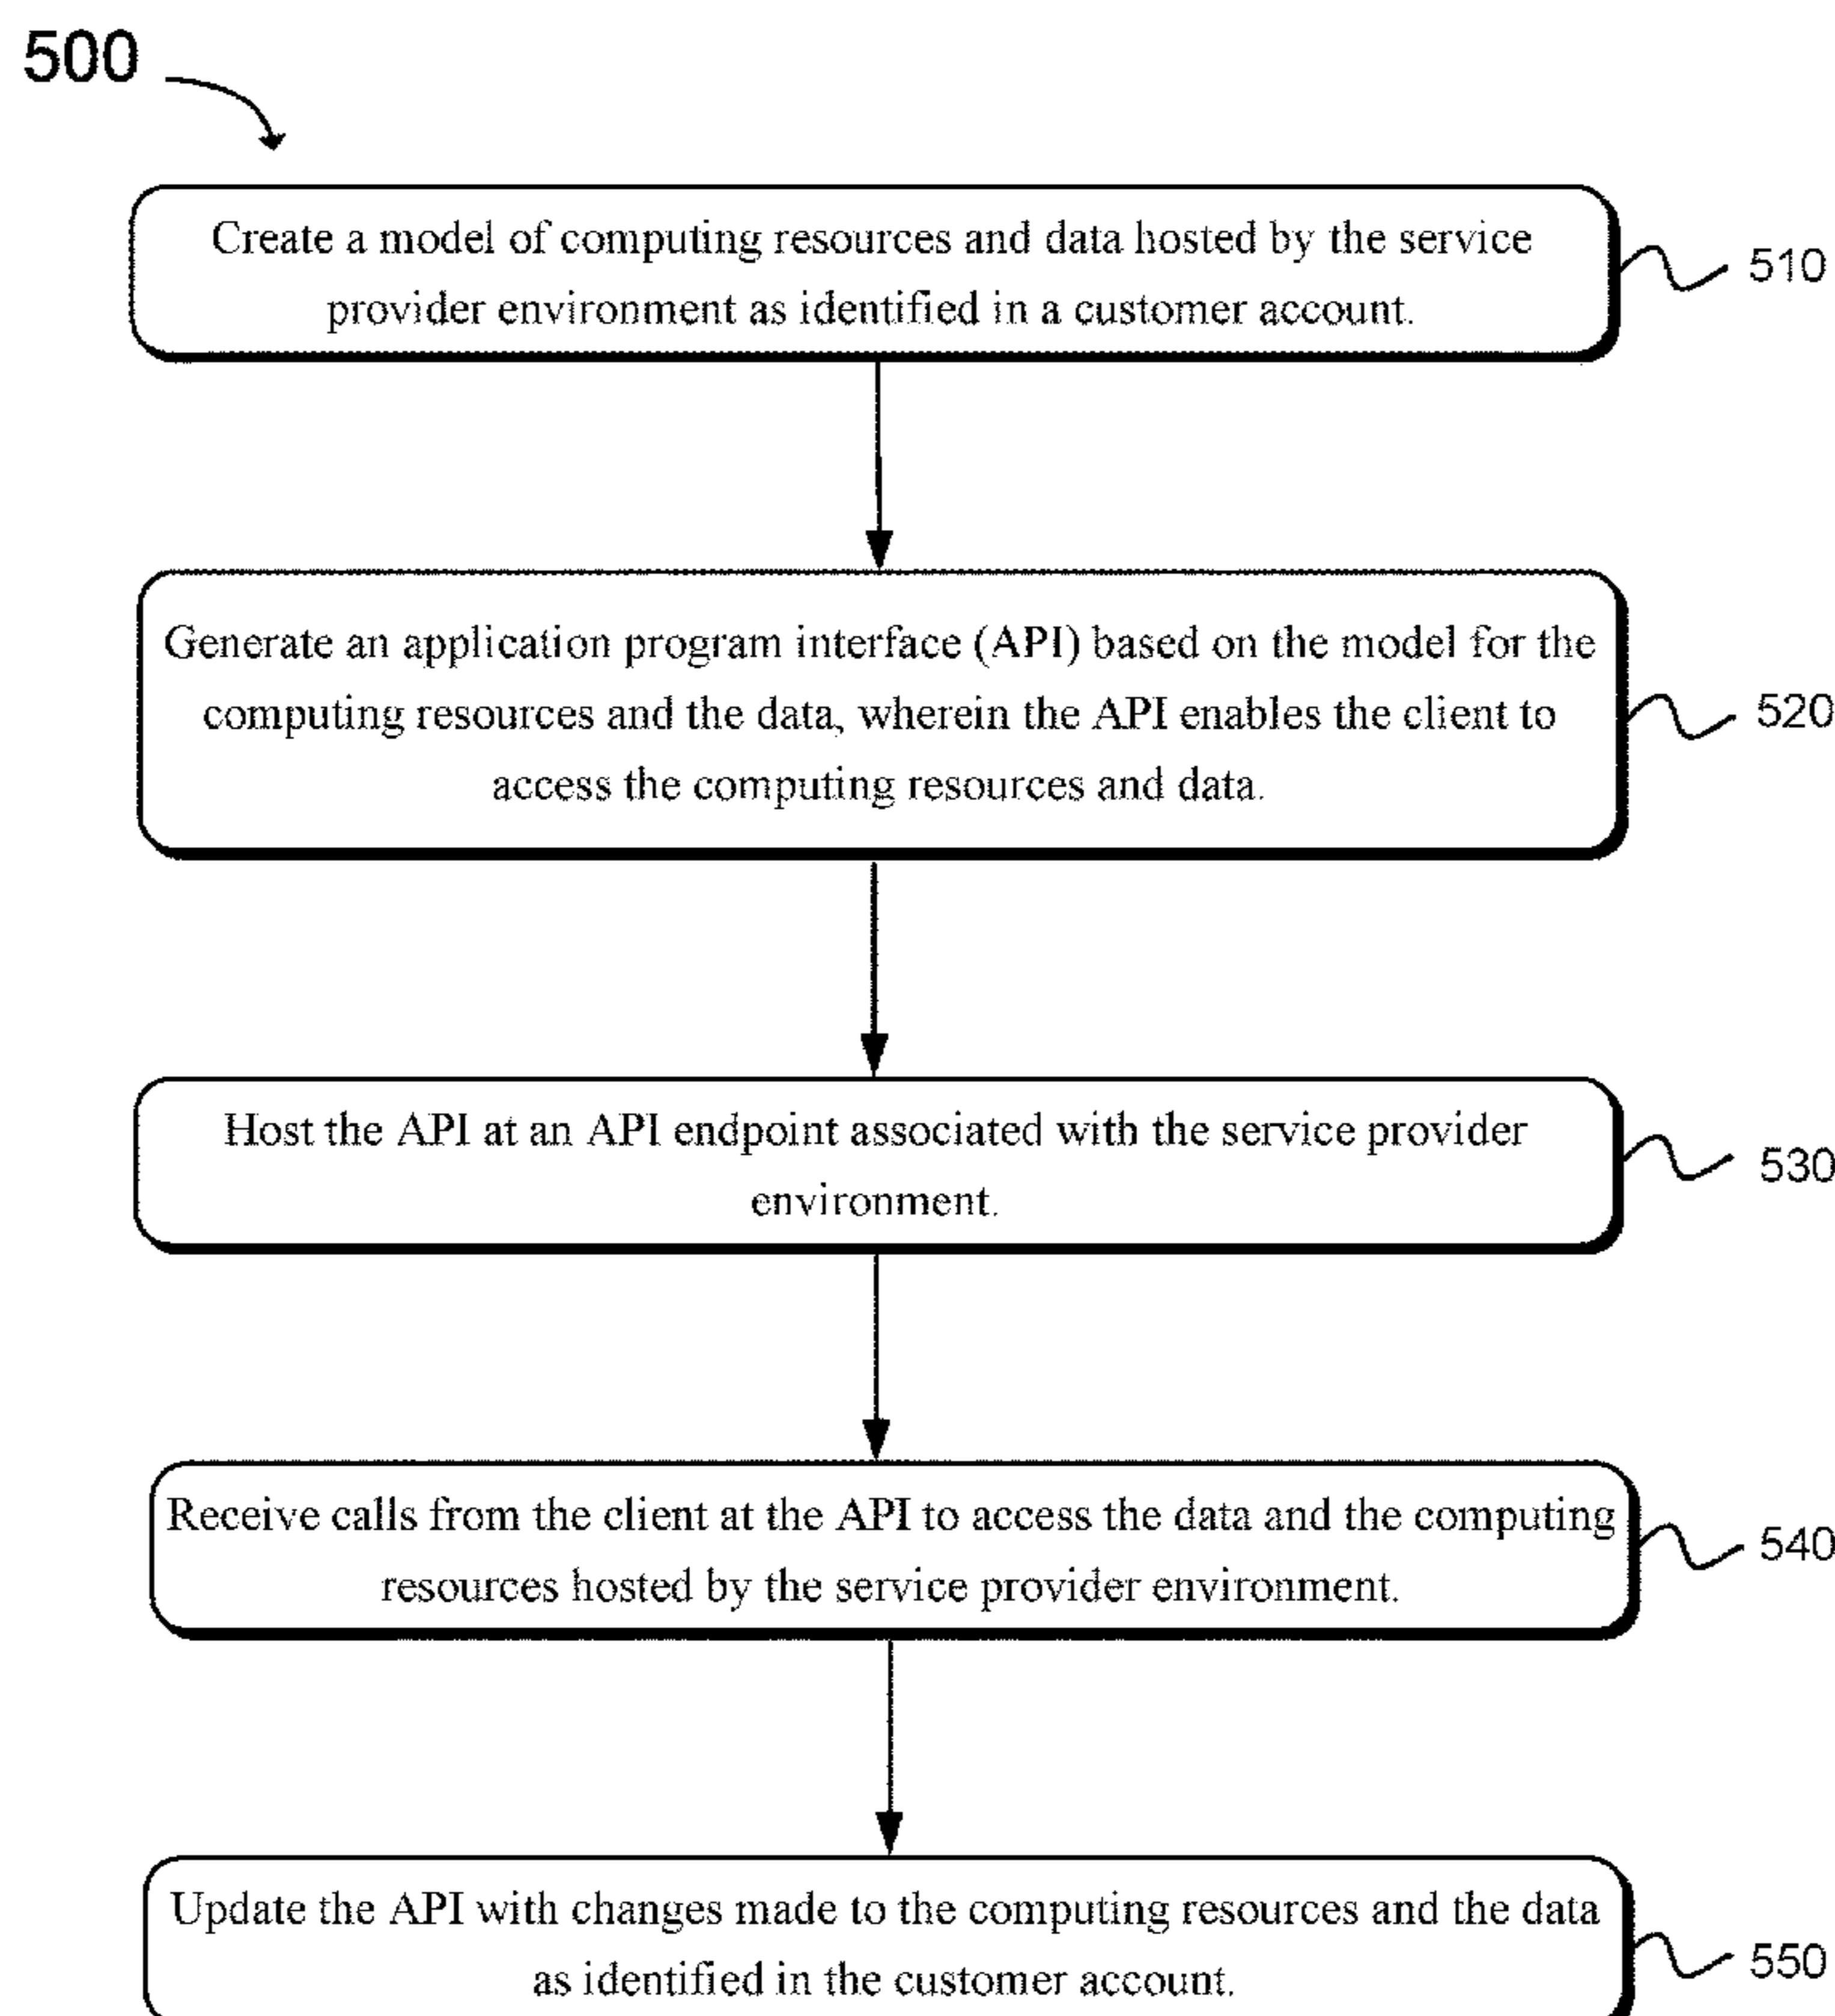 500
Create a model of computing resources and data hosted by the service
provider environment as identified in a customer account.
510
Generate an application program interface (API) based on the model for the
computing resources and the data, wherein the API enables the client to
access the computing resources and data.
520
Host the API at an API endpoint associated with the service provider
environment.
530
Receive calls from the client at the API to access the data and the computing
resources hosted by the service provider environment.
540
Update the API with changes made to the computing resources and the data
as identified in the customer account.
550